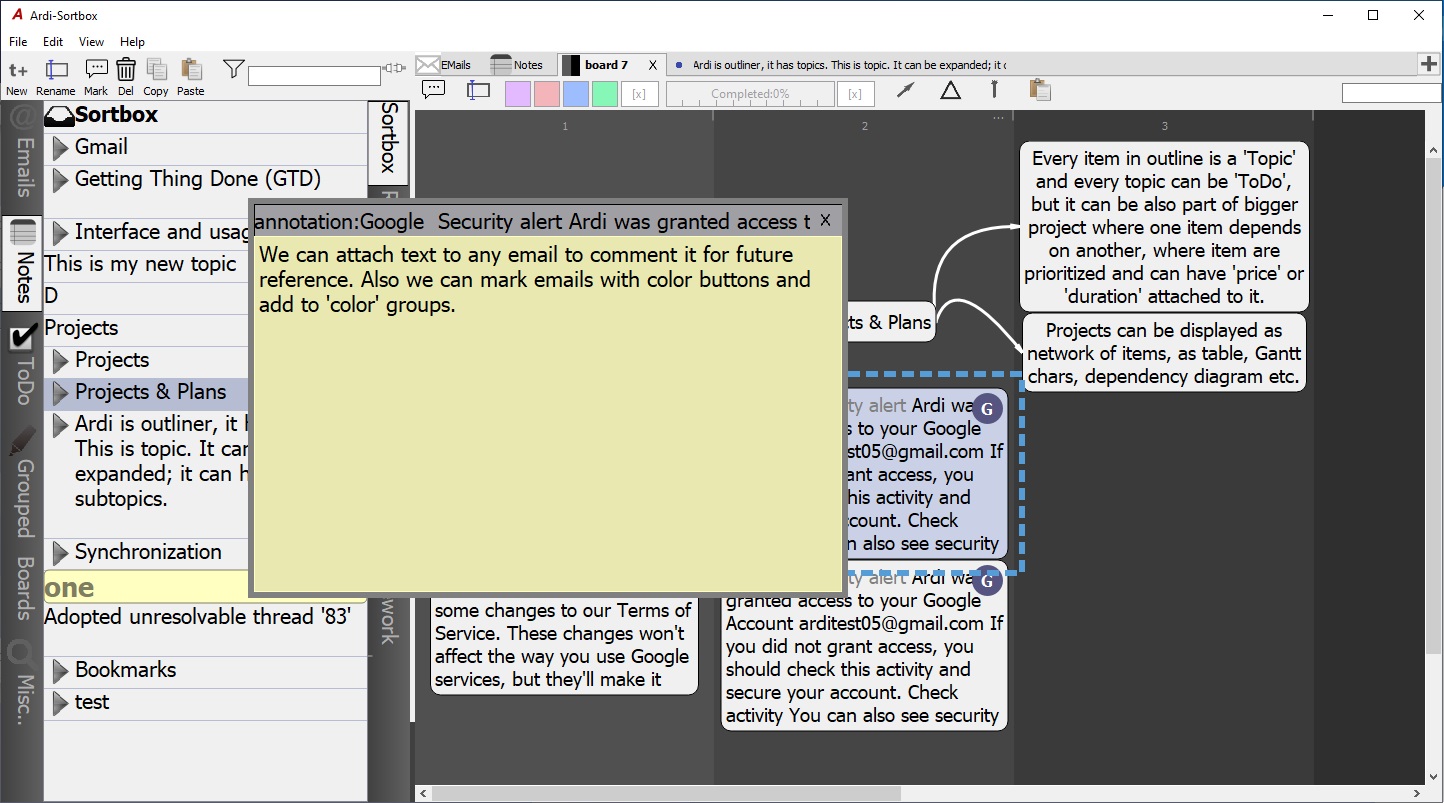 Ardi-Sortbox
File Edit View Help
t+
New Rename Mark Del Copy Paste
EMails Notes board 7 X Ardi is outliner, it has topics. This is topic. It can be expanded; it c
[x] Completed:0% [x]
Emails
Notes
ToDo
Grouped
Boards
Misc..
Sortbox
Gmail
Getting Thing Done (GTD)
Interface and usag
This is my new topic
D
Projects
Projects
Projects & Plans
Ardi is outliner, it h
This is topic. It car
expanded; it can h
subtopics.
Synchronization
one
Adopted unresolvable thread '83'
Bookmarks
test
Sortbox
work
annotation:Google Security alert Ardi was granted access t X
We can attach text to any email to comment it for future
reference. Also we can mark emails with color buttons and
add to 'color' groups.
1
some changes to our Terms of
Service. These changes won't
affect the way you use Google
services, but they'll make it
2
...
ts & Plans
ty alert Ardi wa G
s to your Google
st05@gmail.com If
ant access, you
his activity and
ccount. Check
n also see security
ty alert Ardi wa G
granted access to your Google
Account arditest05@gmail.com If
you did not grant access, you
should check this activity and
secure your account. Check
activity You can also see security
3
Every item in outline is a 'Topic'
and every topic can be 'ToDo',
but it can be also part of bigger
project where one item depends
on another, where item are
prioritized and can have 'price' or
'duration' attached to it.
Projects can be displayed as
network of items, as table, Gantt
chars, dependency diagram etc.